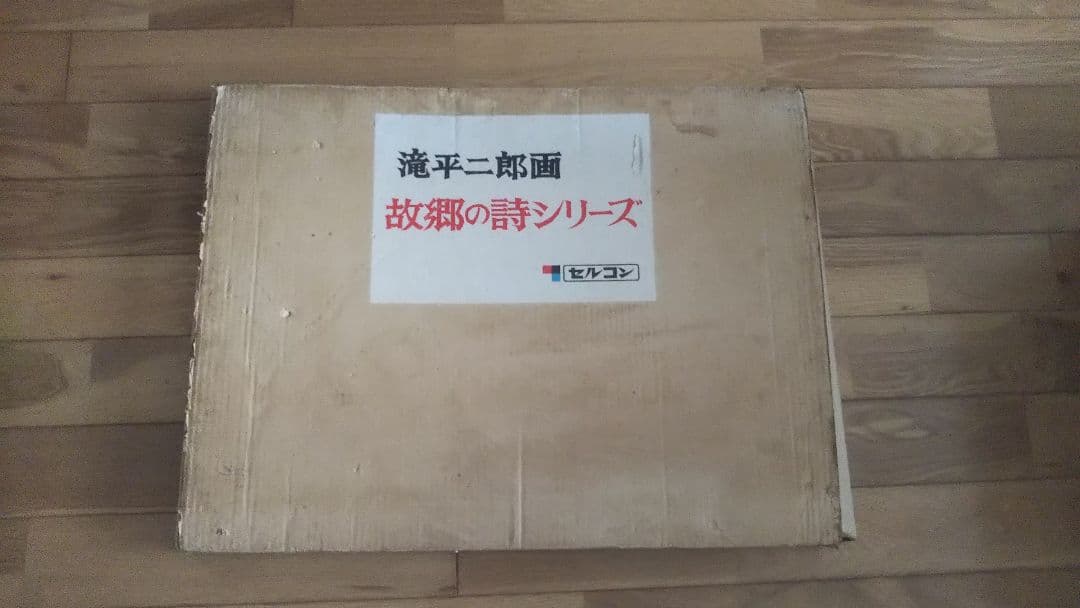 滝平二郎画
故郷の詩シリーズ
セルコン